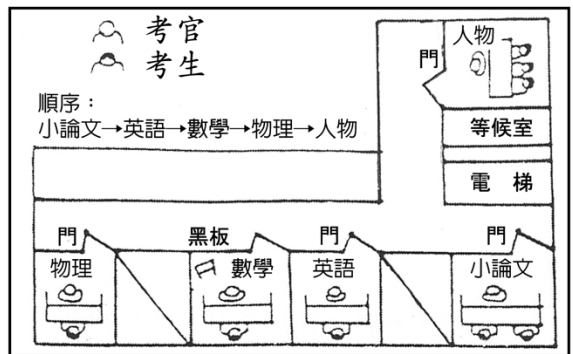 考官
考生
順序：
小論文→英語→數學→物理→人物
人物
門
等候室
電梯
門
黑板
門
門
物理
數學
英語
小論文